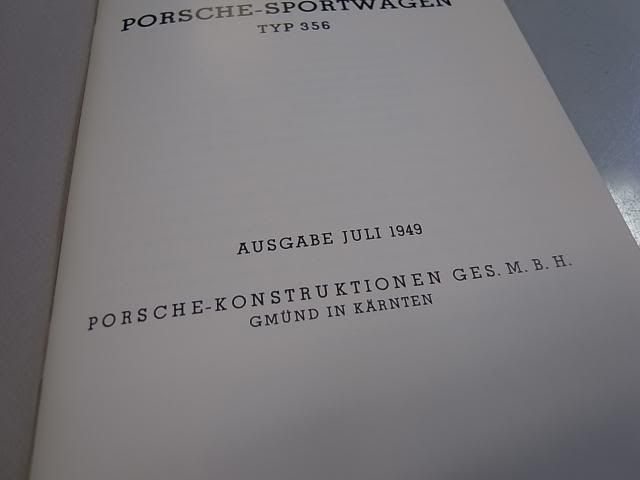 PORSCHE-SPORTWAGEN
TYP 356
AUSGABE JULI 1949
PORSCHE-KONSTRUKTIONEN GES. M. B. H.
GMÜND IN KÄRNTEN